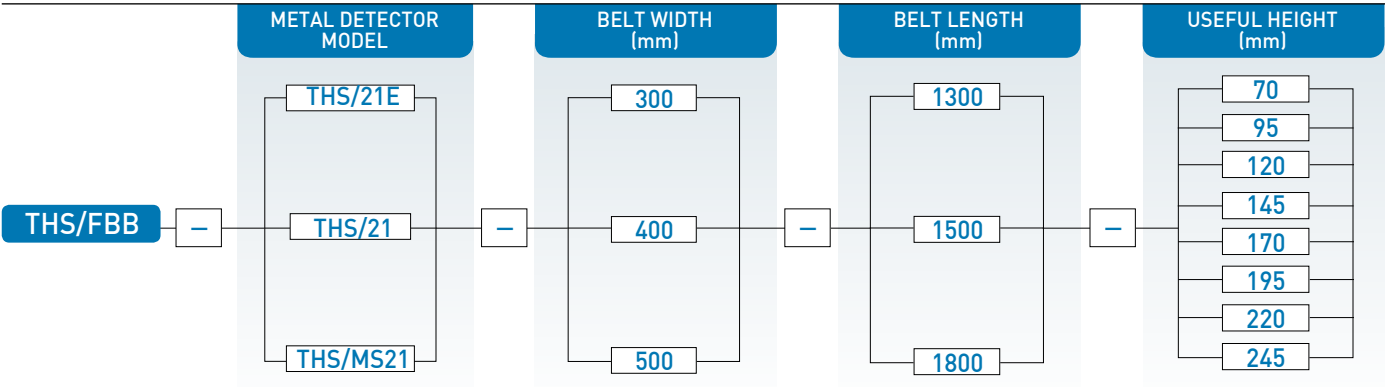 METAL DETECTOR
MODEL
BELT WIDTH
(mm)
BELT LENGTH
(mm)
USEFUL HEIGHT
(mm)
THS/FBB
–
THS/21E
THS/21
THS/MS21
–
300
400
500
–
1300
1500
1800
–
70
95
120
145
170
195
220
245